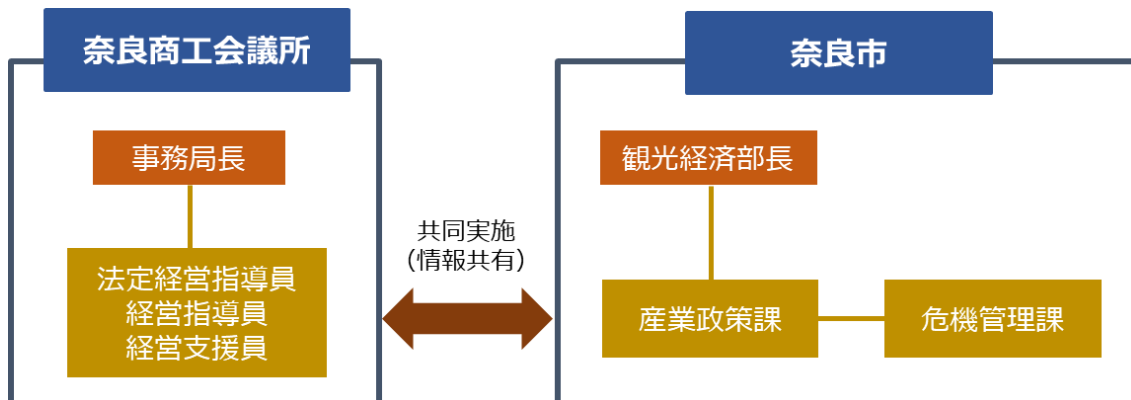 奈良商工会議所
事務局長
法定経営指導員
経営指導員
経営支援員
共同実施
（情報共有）
奈良市
観光経済部長
産業政策課
危機管理課